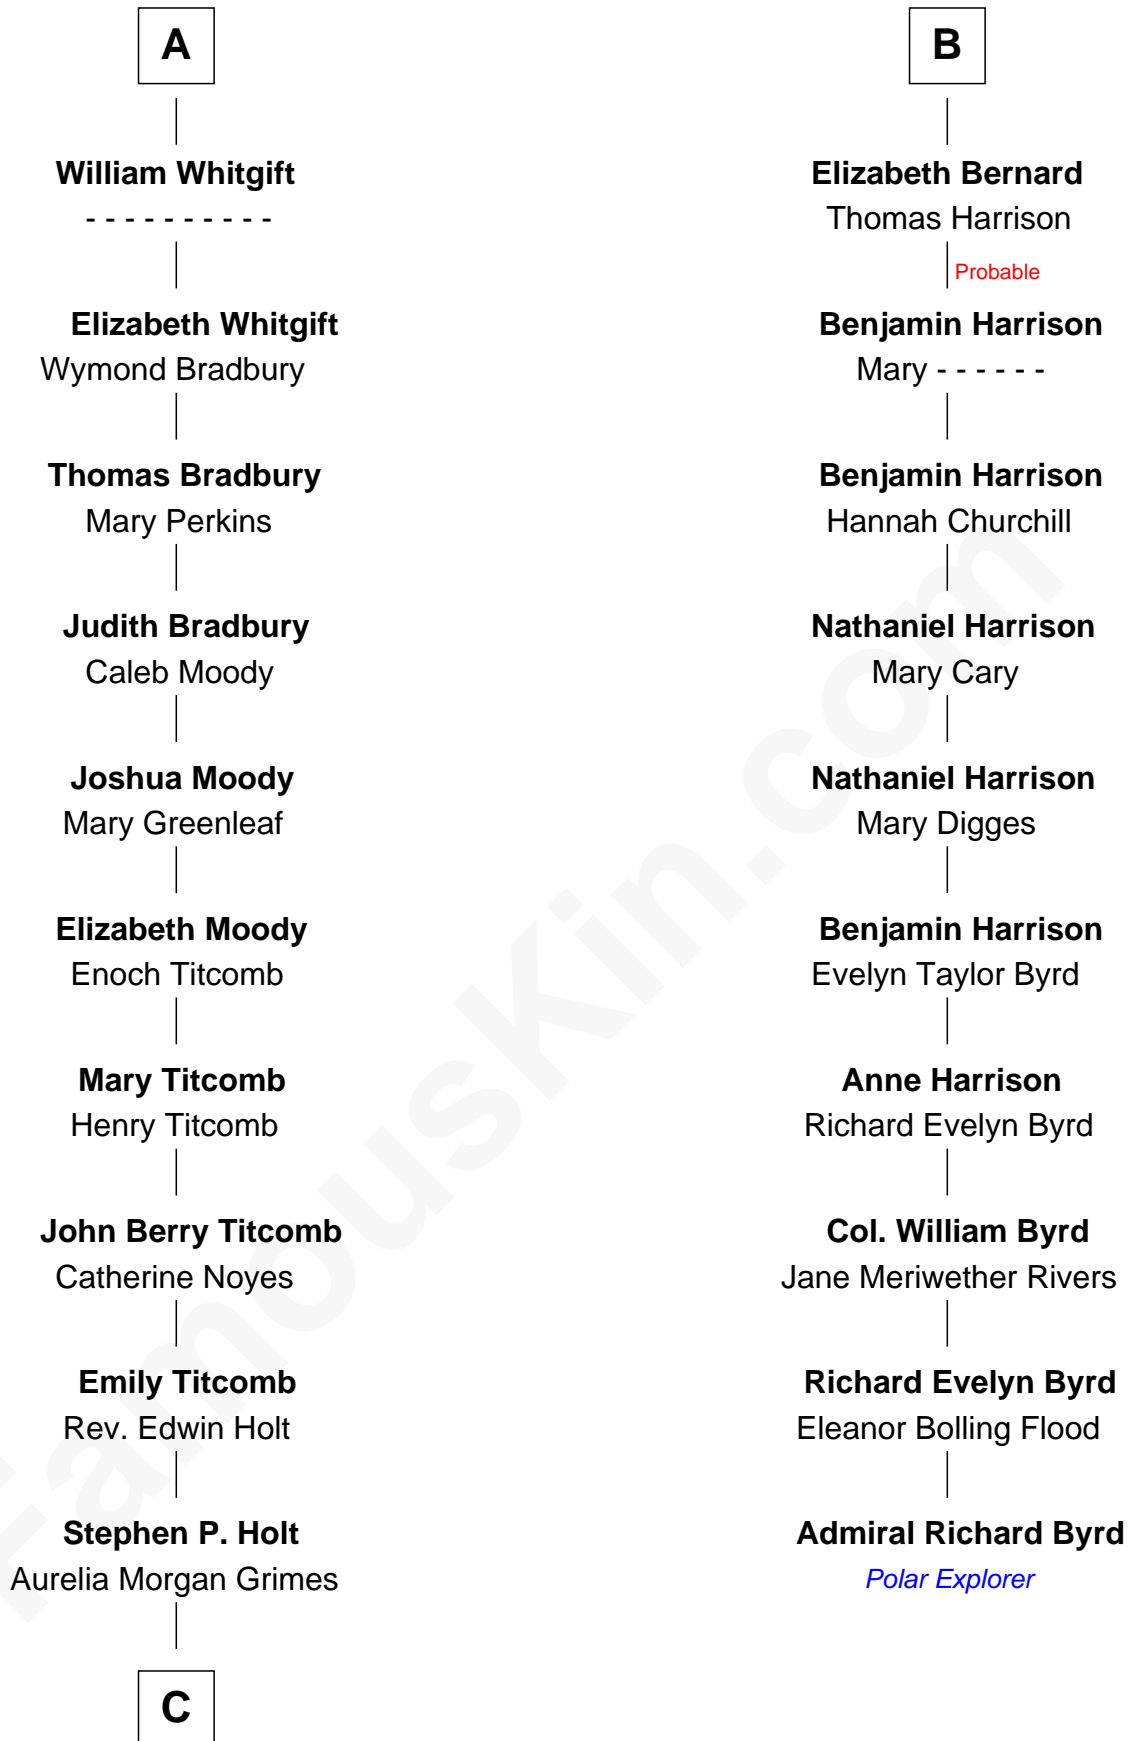 A
William Whitgift
- - - - - - - - - -
Elizabeth Whitgift
Wymond Bradbury
Thomas Bradbury
Mary Perkins
Judith Bradbury
Caleb Moody
Joshua Moody
Mary Greenleaf
Elizabeth Moody
Enoch Titcomb
Mary Titcomb
Henry Titcomb
John Berry Titcomb
Catherine Noyes
Emily Titcomb
Rev. Edwin Holt
Stephen P. Holt
Aurelia Morgan Grimes
C
B
Elizabeth Bernard
Thomas Harrison
Probable
Benjamin Harrison
Mary - - - - - -
Benjamin Harrison
Hannah Churchill
Nathaniel Harrison
Mary Cary
Nathaniel Harrison
Mary Digges
Benjamin Harrison
Evelyn Taylor Byrd
Anne Harrison
Richard Evelyn Byrd
Col. William Byrd
Jane Meriwether Rivers
Richard Evelyn Byrd
Eleanor Bolling Flood
Admiral Richard Byrd
Polar Explorer
FamousKin.com